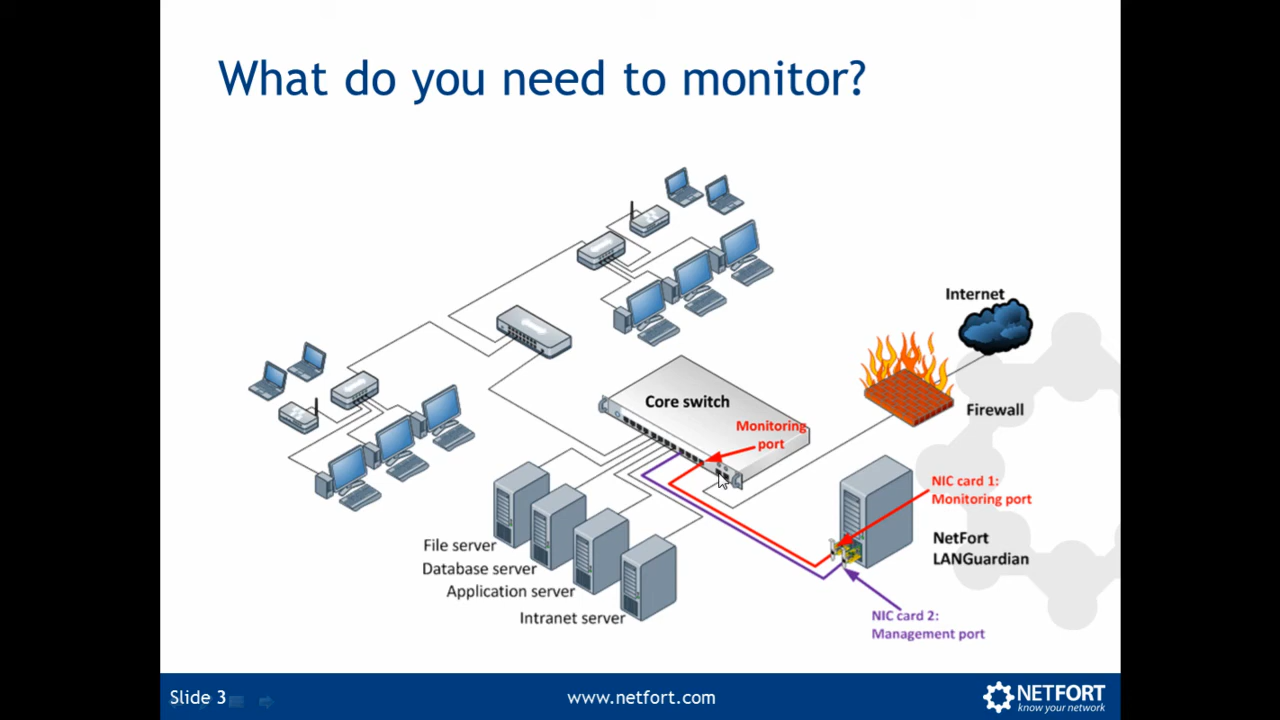 What do you need to monitor?
Internet
Firewall
Core switch
Monitoring
port
NIC card 1:
Monitoring port
NetFort
LANGuardian
File server
Database server
Application server
Intranet server
NIC card 2:
Management port
Slide 3
www.netfort.com
NETFORT
know your network